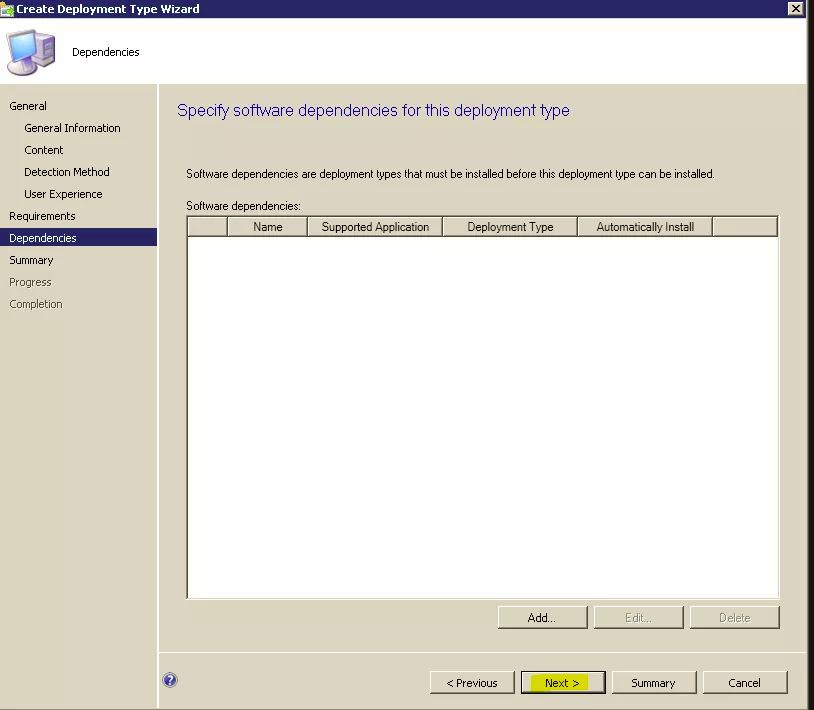 Create Deployment Type Wizard
Dependencies
General
General Information
Content
Detection Method
User Experience
Requirements
Dependencies
Summary
Progress
Completion
Specify software dependencies for this deployment type
Software dependencies are deployment types that must be installed before this deployment type can be installed.
Software dependencies:
Name Supported Application Deployment Type Automatically Install
Add... Edit... Delete
< Previous Next > Summary Cancel